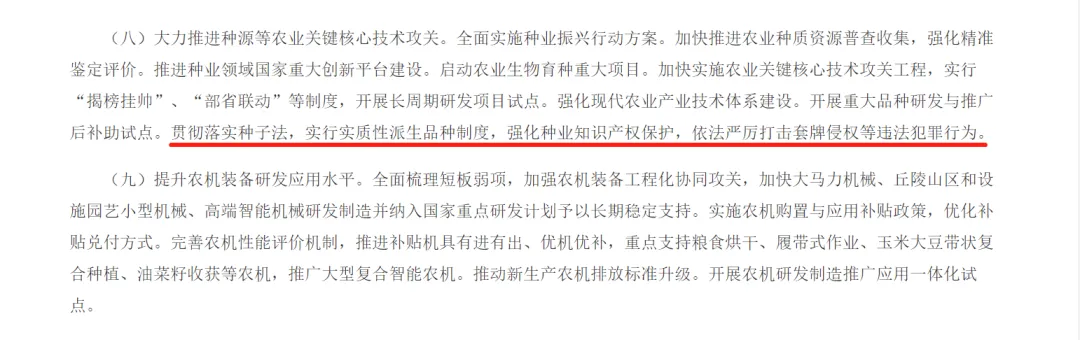 （八）大力推进种源等农业关键核心技术攻关。全面实施种业振兴行动方案。加快推进农业种质资源普查收集，强化精准
鉴定评价。推进种业领域国家重大创新平台建设。启动农业生物育种重大项目。加快实施农业关键核心技术攻关工程，实行
“揭榜挂帅”、“部省联动”等制度，开展长周期研发项目试点。强化现代农业产业技术体系建设。开展重大品种研发与推广
后补助试点。贯彻落实种子法，实行实质性派生品种制度，强化种业知识产权保护，依法严厉打击套牌侵权等违法犯罪行为。
（九）提升农机装备研发应用水平。全面梳理短板弱项，加强农机装备工程化协同攻关，加快大马力机械、丘陵山区和设
施园艺小型机械、高端智能机械研发制造并纳入国家重点研发计划予以长期稳定支持。实施农机购置与应用补贴政策，优化补
贴兑付方式。完善农机性能评价机制，推进补贴机具有进有出、优机优补，重点支持粮食烘干、履带式作业、玉米大豆带状复
合种植、油菜籽收获等农机，推广大型复合智能农机。推动新生产农机排放标准升级。开展农机研发制造推广应用一体化试
点。